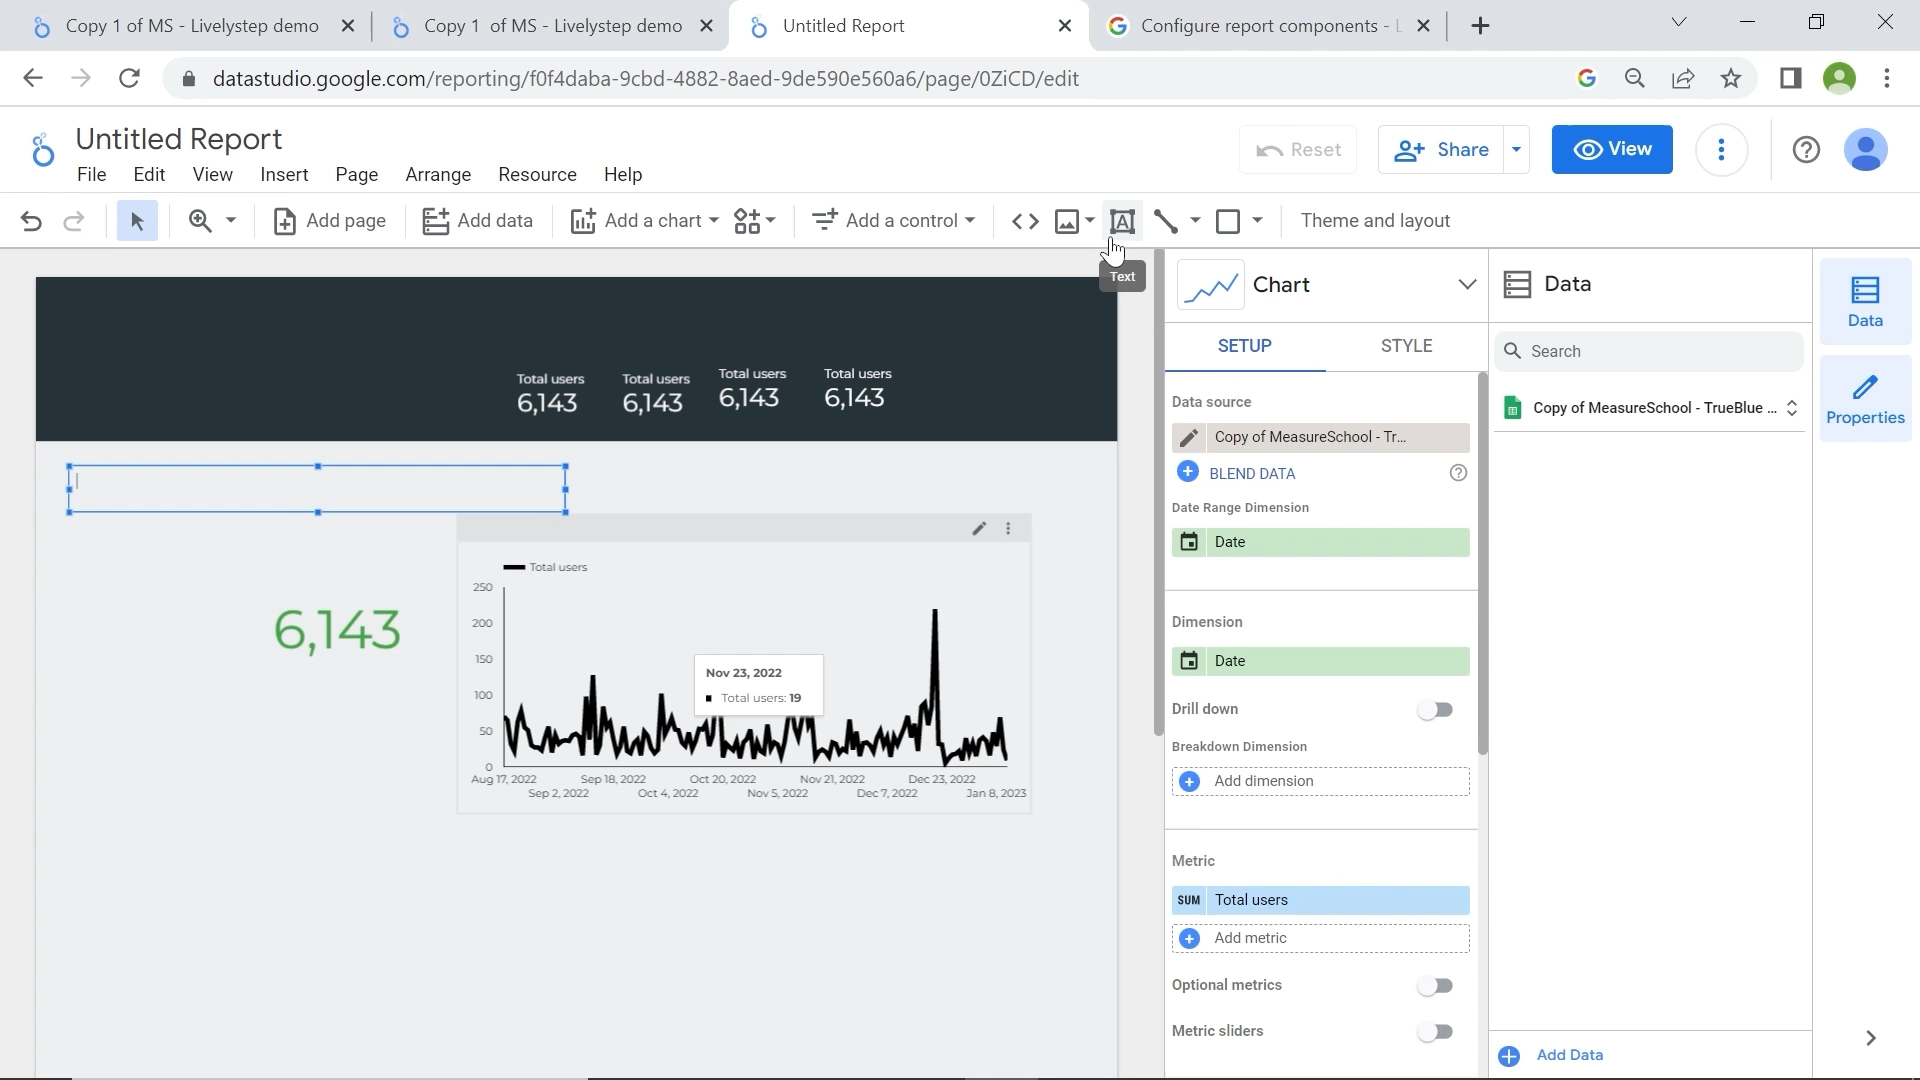 Copy 1 of MS - Livelystep demo
Copy 1 of MS - Livelystep demo
Untitled Report
Configure report components - L
datastudio.google.com/reporting/f0f4daba-9cbd-4882-8aed-9de590e560a6/page/0ZiCD/edit
Untitled Report
File Edit View Insert Page Arrange Resource Help
Reset
Share
View
Add page
Add data
Add a chart
Add a control
Theme and layout
Text
Total users
6,143
Total users
6,143
Total users
6,143
Total users
6,143
6,143
Total users
250
200
150
100
50
0
Nov 23, 2022
Total users: 19
Aug 17, 2022
Sep 2, 2022
Sep 18, 2022
Oct 4, 2022
Oct 20, 2022
Nov 5, 2022
Nov 21, 2022
Dec 7, 2022
Dec 23, 2022
Jan 8, 2023
Chart
SETUP
STYLE
Data source
Copy of MeasureSchool - Tr...
BLEND DATA
Date Range Dimension
Date
Dimension
Date
Drill down
Breakdown Dimension
Add dimension
Metric
SUM Total users
Add metric
Optional metrics
Metric sliders
Data
Search
Copy of MeasureSchool - TrueBlue ...
Add Data
Data
Properties